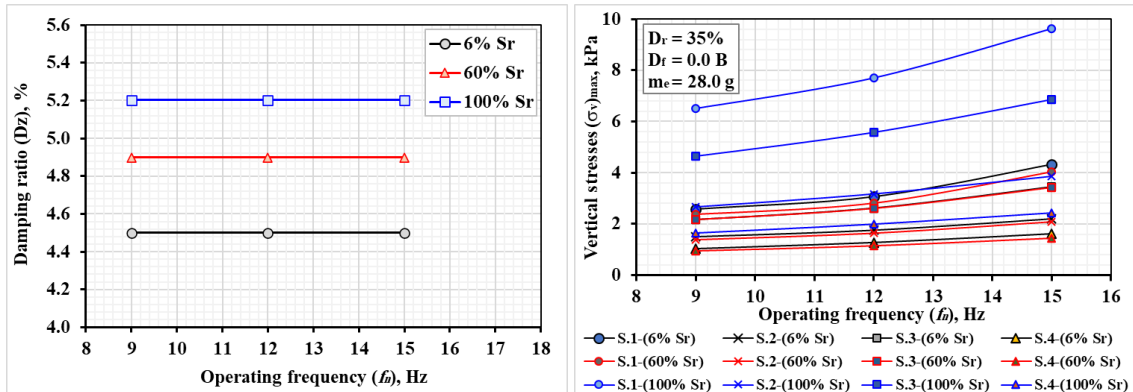 5.6
5.4
5.2
5.0
4.8
4.6
4.4
4.2
4.0
Damping ratio (Dz), %
6% Sr
60% Sr
100% Sr
8 9 10 11 12 13 14 15 16 17 18
Operating frequency (fn), Hz
10
8
6
4
2
0
Vertical stresses (σv)max, kPa
Dr = 35%
Df = 0.0 B
me = 28.0 g
8 9 10 11 12 13 14 15 16
Operating frequency (fn), Hz
S.1-(6% Sr) S.2-(6% Sr) S.3-(6% Sr) S.4-(6% Sr)
S.1-(60% Sr) S.2-(60% Sr) S.3-(60% Sr) S.4-(60% Sr)
S.1-(100% Sr) S.2-(100% Sr) S.3-(100% Sr) S.4-(100% Sr)